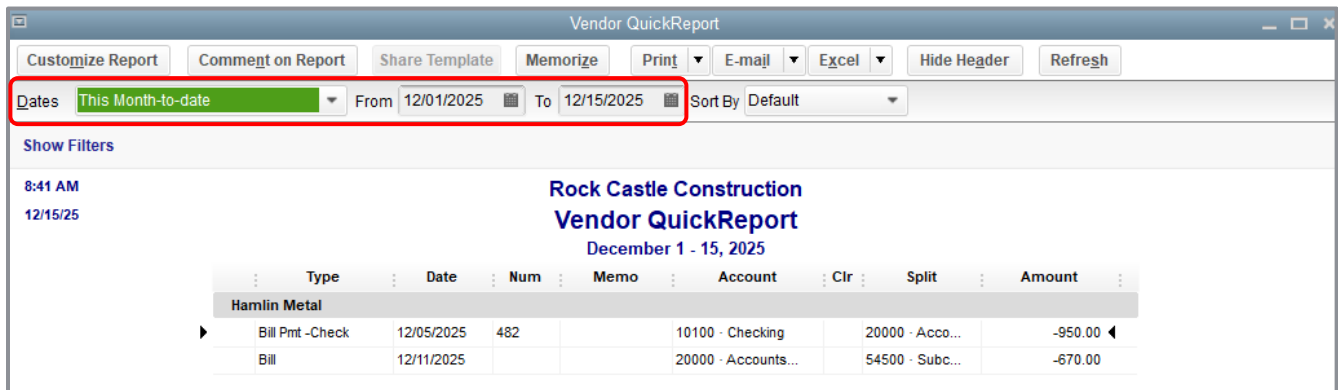 Vendor QuickReport
Customize Report Comment on Report Share Template Memorize Print E-mail Excel Hide Header Refresh
Dates This Month-to-date From 12/01/2025 To 12/15/2025 Sort By Default
Show Filters
8:41 AM
Rock Castle Construction
12/15/25
Vendor QuickReport
December 1 - 15, 2025
Type Date Num Memo Account Clr Split Amount
Hamlin Metal
Bill Pmt -Check 12/05/2025 482 10100 · Checking 20000 · Acco... -950.00
Bill 12/11/2025 20000 · Accounts... 54500 · Subc... -670.00